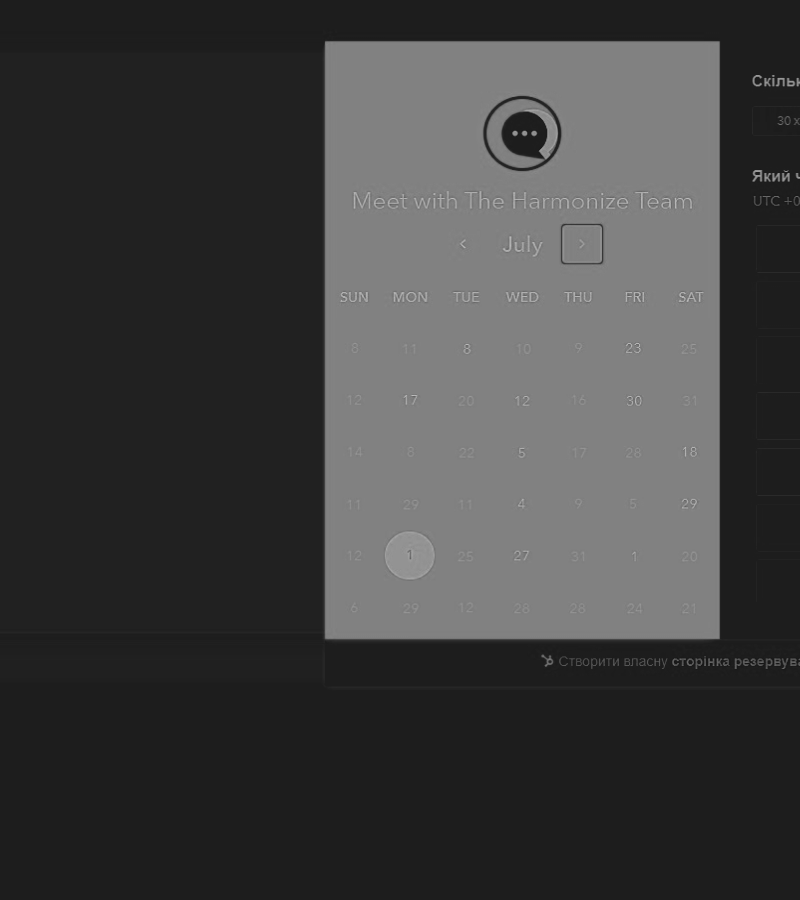 Meet with The Harmonize Team
July
SUN MON TUE WED THU FRI SAT
8 11 8 10 9 23 25
12 17 20 12 16 30 31
14 8 22 5 17 28 18
11 29 11 4 9 5 29
12 1 25 27 31 1 20
6 29 12 26 28 24 21
Скільк
30 х
Який ч
UTC +0
Створити власну сторінка резервува